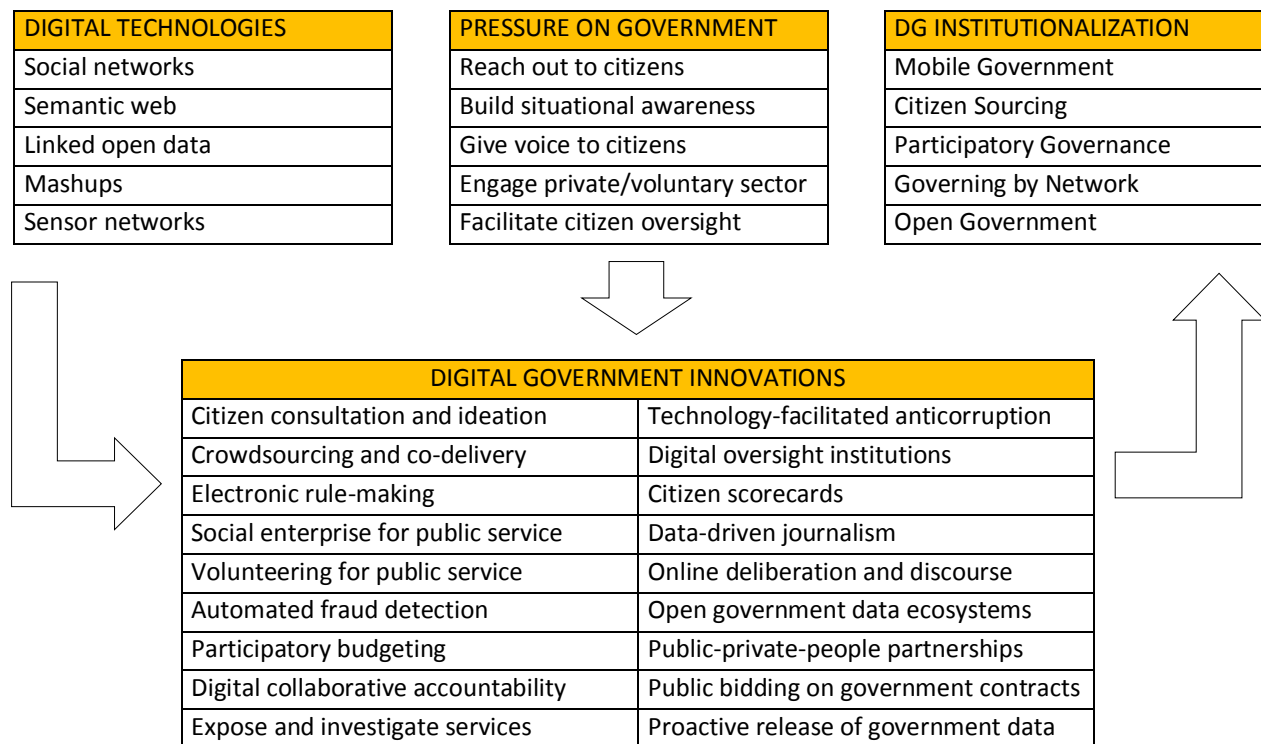 DIGITAL TECHNOLOGIES
Social networks
Semantic web
Linked open data
Mashups
Sensor networks
PRESSURE ON GOVERNMENT
Reach out to citizens
Build situational awareness
Give voice to citizens
Engage private/voluntary sector
Facilitate citizen oversight
DG INSTITUTIONALIZATION
Mobile Government
Citizen Sourcing
Participatory Governance
Governing by Network
Open Government
DIGITAL GOVERNMENT INNOVATIONS
Citizen consultation and ideation
Technology-facilitated anticorruption
Crowdsourcing and co-delivery
Digital oversight institutions
Electronic rule-making
Citizen scorecards
Social enterprise for public service
Data-driven journalism
Volunteering for public service
Online deliberation and discourse
Automated fraud detection
Open government data ecosystems
Participatory budgeting
Public-private-people partnerships
Digital collaborative accountability
Public bidding on government contracts
Expose and investigate services
Proactive release of government data